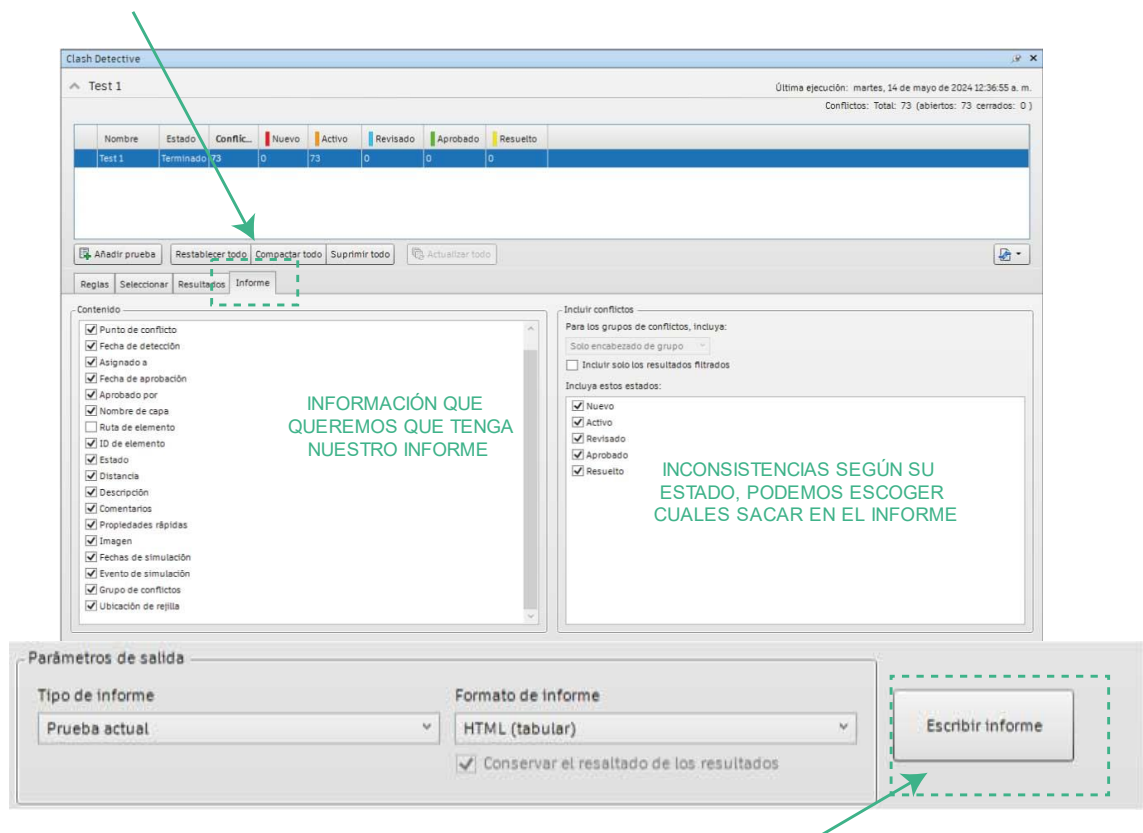 Clash Detective
Test 1
Última ejecución: martes, 14 de mayo de 2024 12:36:55 a. m.
Conflictos: Total: 73 (abiertos: 73 cerrados: 0 )
Nombre Estado Conflic... Nuevo Activo Revisado Aprobado Resuelto
Test 1 Terminado 73 0 73 0 0 0
Añadir prueba Restablecer todo Compactar todo Suprimir todo Actualizar todo
Reglas Seleccionar Resultados Informe
Contenido
Punto de conflicto
Fecha de detección
Asignado a
Fecha de aprobación
Aprobado por
Nombre de capa
Ruta de elemento
ID de elemento
Estado
Distancia
Descripción
Comentarios
Propiedades rápidas
Imagen
Fechas de simulación
Evento de simulación
Grupo de conflictos
Ubicación de rejilla
INFORMACIÓN QUE
QUEREMOS QUE TENGA
NUESTRO INFORME
Incluir conflictos
Para los grupos de conflictos, incluya:
Solo encabezado de grupo
Incluir solo los resultados filtrados
Incluya estos estados:
Nuevo
Activo
Revisado
Aprobado
Resuelto
INCONSISTENCIAS SEGÚN SU
ESTADO, PODEMOS ESCOGER
CUALES SACAR EN EL INFORME
Parámetros de salida
Tipo de informe
Prueba actual
Formato de informe
HTML (tabular)
Conservar el resaltado de los resultados
Escribir informe